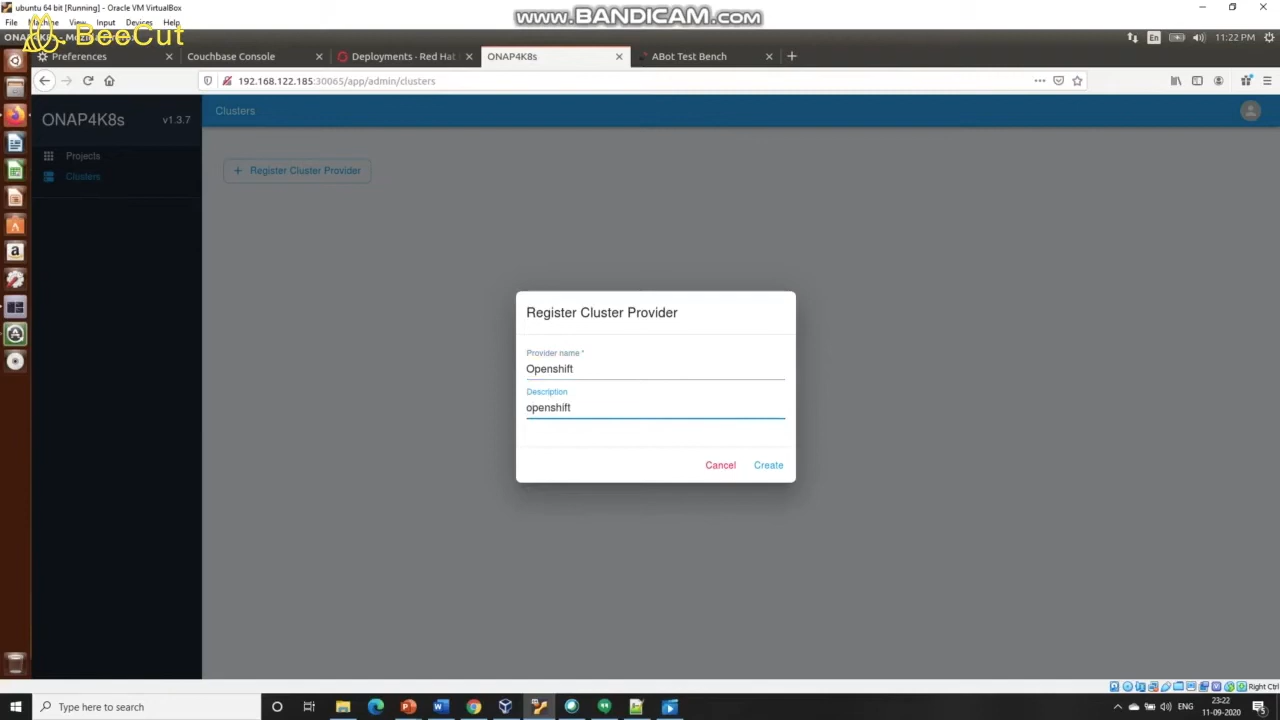 ubuntu 64 bit [Running] - Oracle VM VirtualBox
www.BANDICAM.com
File Machine View Input Devices Help
BeeCut
En
11:22 PM
Preferences
Couchbase Console
Deployments · Red Hat
ONAP4K8s
ABot Test Bench
192.168.122.185:30065/app/admin/clusters
ONAP4K8s v1.3.7
Clusters
Projects
Clusters
Register Cluster Provider
Register Cluster Provider
Provider name *
Openshift
Description
openshift
Cancel
Create
Right Ctrl
Type here to search
ENG
23:22
11-09-2020